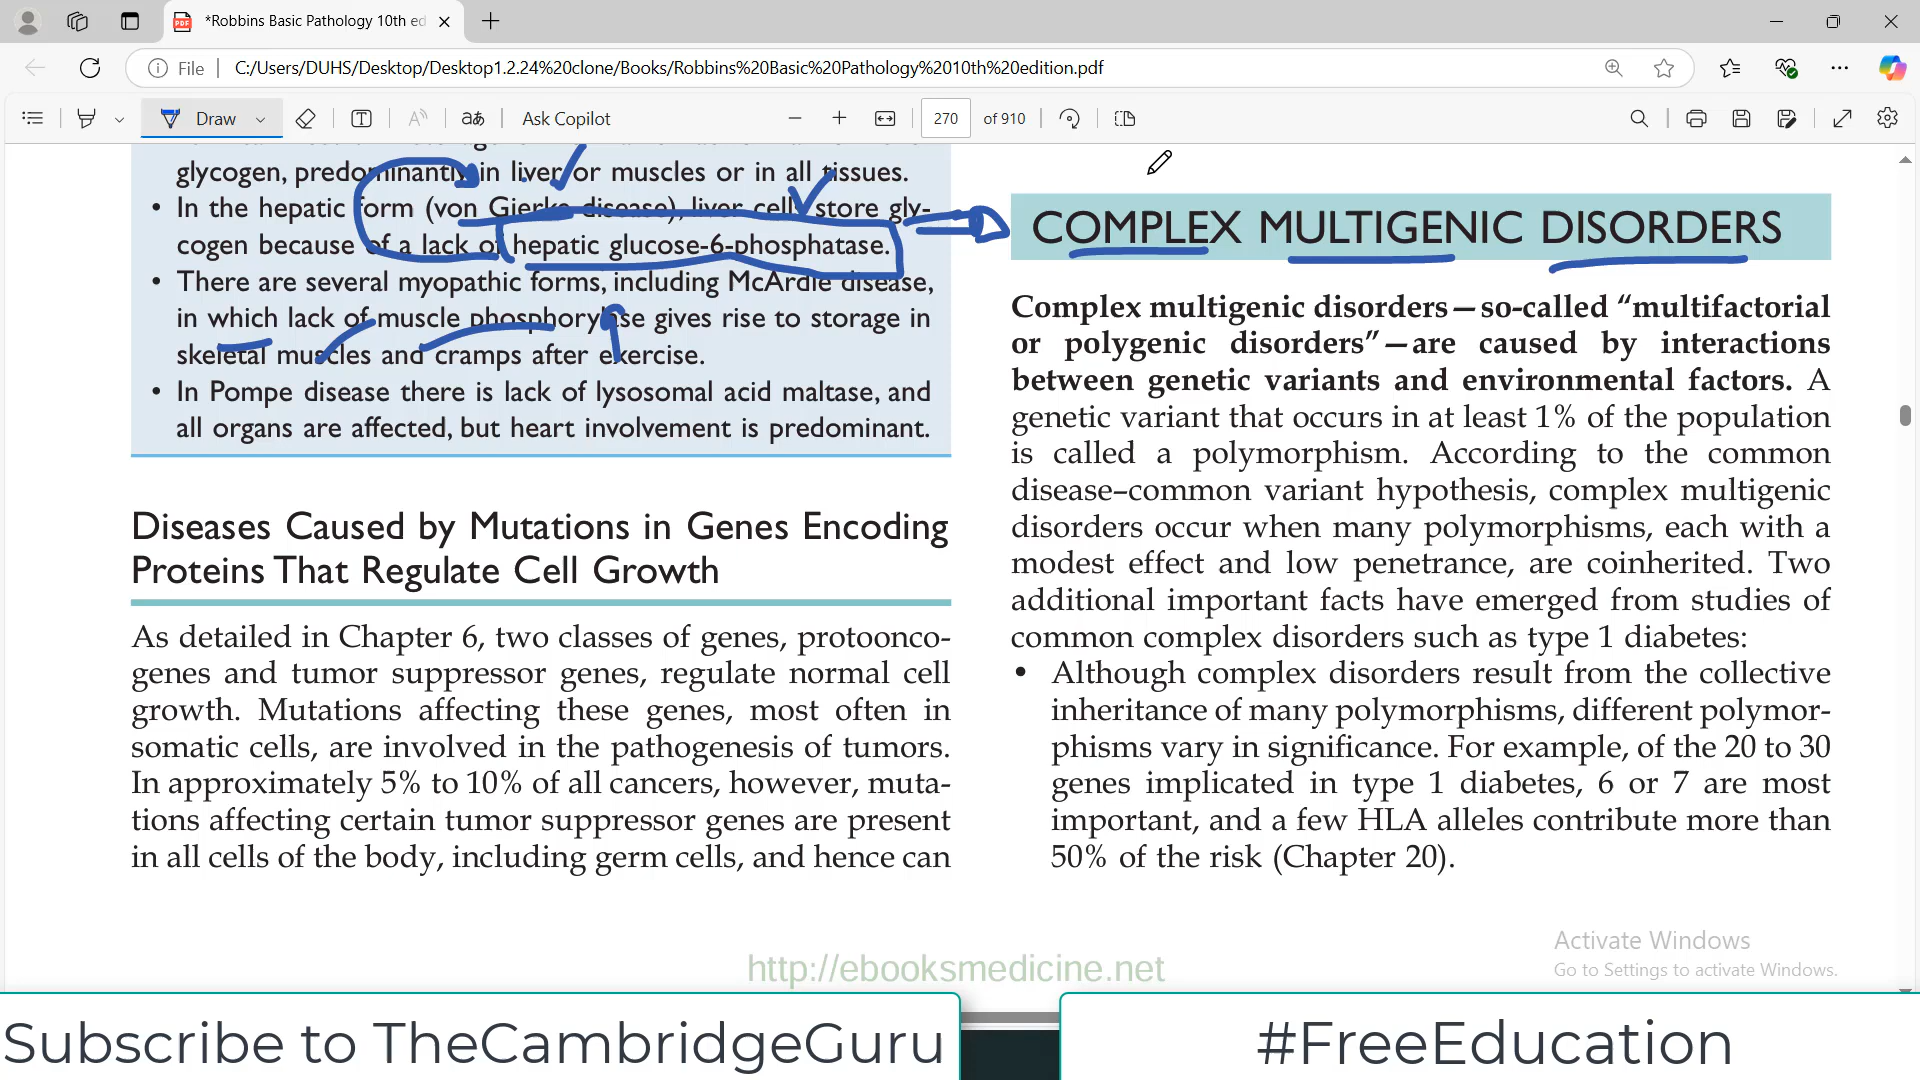 *Robbins Basic Pathology 10th ed
File
C:/Users/DUHS/Desktop/Desktop1.2.24%20clone/Books/Robbins%20Basic%20Pathology%2010th%20edition.pdf
Draw
Ask Copilot
270 of 910
glycogen, predominantly in liver or muscles or in all tissues.
• In the hepatic form (von Gierke disease), liver cells store gly-
cogen because of a lack of hepatic glucose-6-phosphatase.
• There are several myopathic forms, including McArdle disease,
in which lack of muscle phosphorylase gives rise to storage in
skeletal muscles and cramps after exercise.
• In Pompe disease there is lack of lysosomal acid maltase, and
all organs are affected, but heart involvement is predominant.
Diseases Caused by Mutations in Genes Encoding
Proteins That Regulate Cell Growth
As detailed in Chapter 6, two classes of genes, protoonco-
genes and tumor suppressor genes, regulate normal cell
growth. Mutations affecting these genes, most often in
somatic cells, are involved in the pathogenesis of tumors.
In approximately 5% to 10% of all cancers, however, muta-
tions affecting certain tumor suppressor genes are present
in all cells of the body, including germ cells, and hence can
COMPLEX MULTIGENIC DISORDERS
Complex multigenic disorders—so-called “multifactorial
or polygenic disorders”—are caused by interactions
between genetic variants and environmental factors. A
genetic variant that occurs in at least 1% of the population
is called a polymorphism. According to the common
disease–common variant hypothesis, complex multigenic
disorders occur when many polymorphisms, each with a
modest effect and low penetrance, are coinherited. Two
additional important facts have emerged from studies of
common complex disorders such as type 1 diabetes:
• Although complex disorders result from the collective
inheritance of many polymorphisms, different polymor-
phisms vary in significance. For example, of the 20 to 30
genes implicated in type 1 diabetes, 6 or 7 are most
important, and a few HLA alleles contribute more than
50% of the risk (Chapter 20).
Activate Windows
Go to Settings to activate Windows.
http://ebooksmedicine.net
Subscribe to TheCambridgeGuru
#FreeEducation